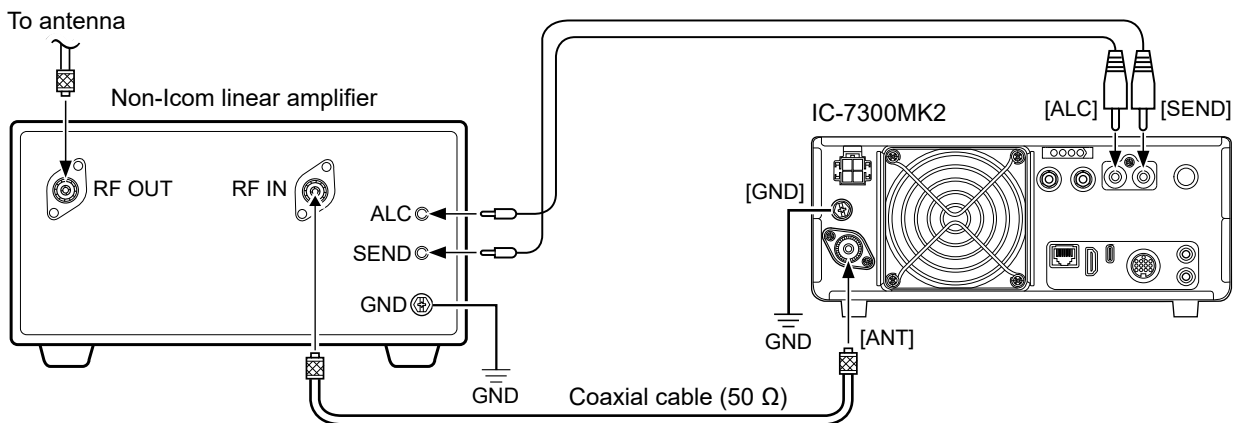 To antenna
Non-Icom linear amplifier
RF OUT
RF IN
ALC
SEND
GND
GND
Coaxial cable (50 Ω)
IC-7300MK2
[ALC]
[SEND]
[GND]
GND
[ANT]